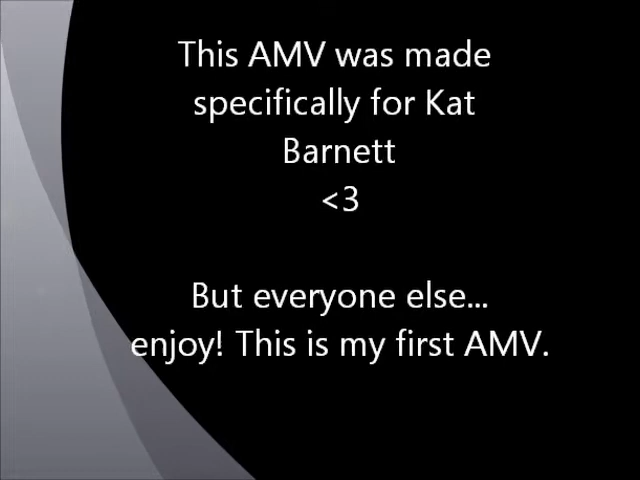 This AMV was made
specifically for Kat
Barnett
<3
But everyone else...
enjoy! This is my first AMV.